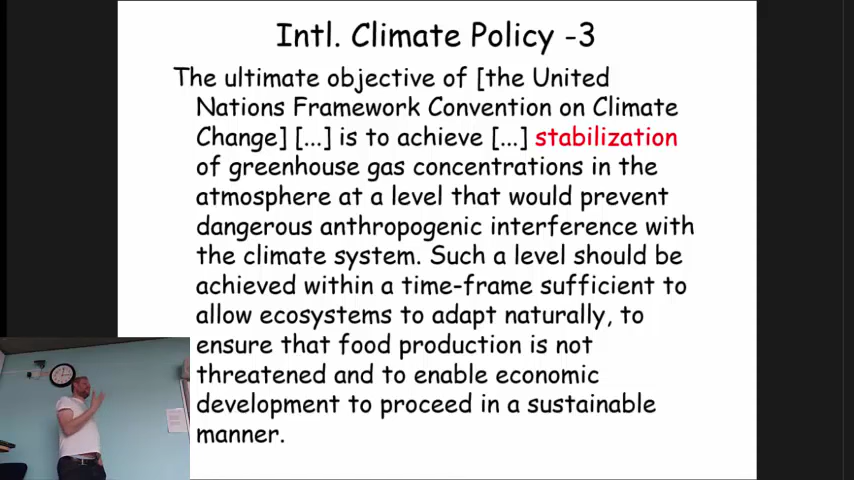 Intl. Climate Policy -3
The ultimate objective of [the United
Nations Framework Convention on Climate
Change] [...] is to achieve [...] stabilization
of greenhouse gas concentrations in the
atmosphere at a level that would prevent
dangerous anthropogenic interference with
the climate system. Such a level should be
achieved within a time-frame sufficient to
allow ecosystems to adapt naturally, to
ensure that food production is not
threatened and to enable economic
development to proceed in a sustainable
manner.